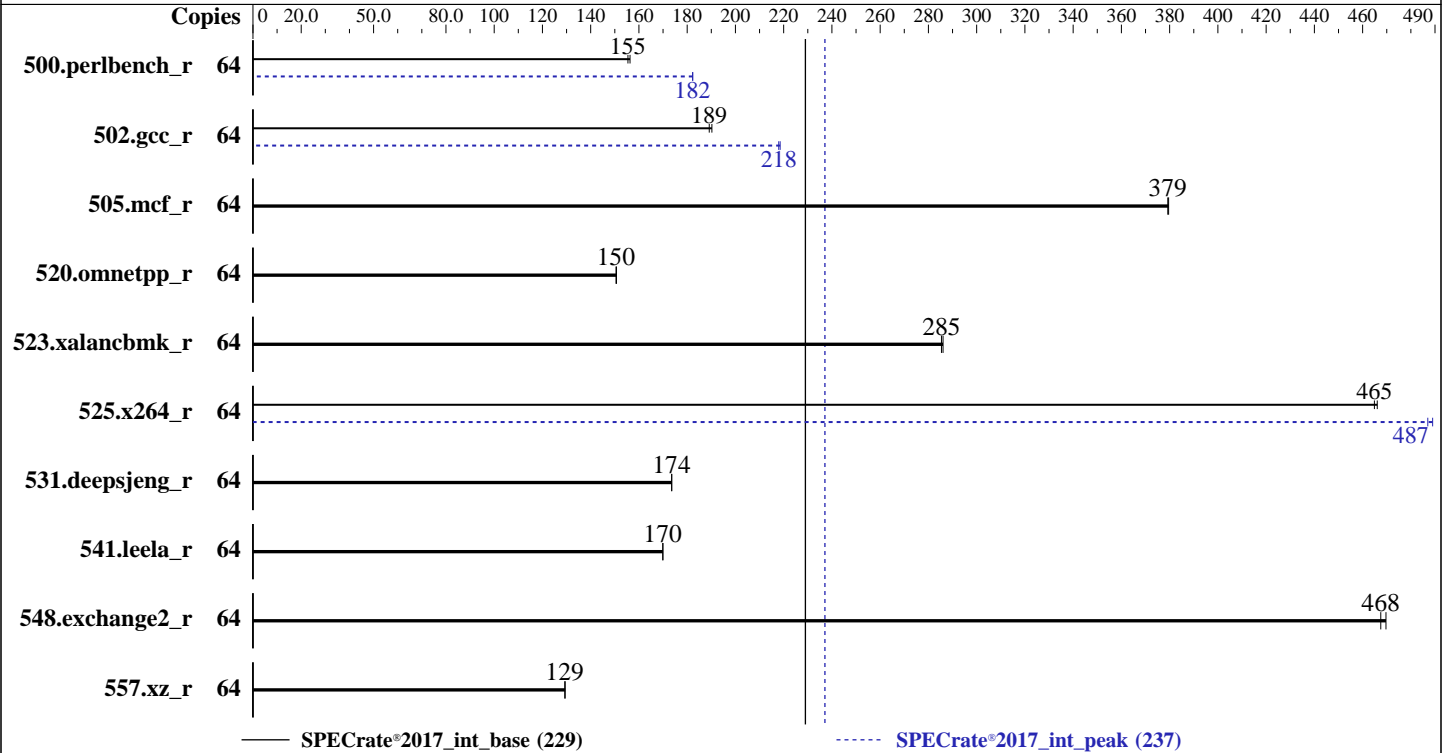 Copies 0 20.0 50.0 80.0 100 120 140 160 180 200 220 240 260 280 300 320 340 360 380 400 420 440 460 490
155
500.perlbench_r 64
182
189
502.gcc_r 64
218
379
505.mcf_r 64
150
520.omnetpp_r 64
285
523.xalancbmk_r 64
465
525.x264_r 64
487
174
531.deepsjeng_r 64
170
541.leela_r 64
468
548.exchange2_r 64
129
557.xz_r 64
SPECrate®2017_int_base (229) SPECrate®2017_int_peak (237)